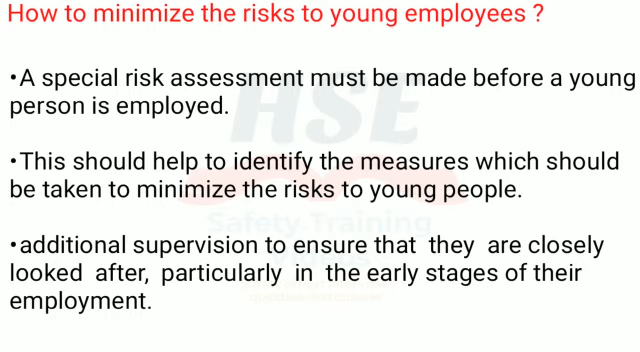 How to minimize the risks to young employees ?
•A special risk assessment must be made before a young
person is employed.
•This should help to identify the measures which should
be taken to minimize the risks to young people.
•additional supervision to ensure that they are closely
looked after, particularly in the early stages of their
employment.
HSE
Safety Training
Videos